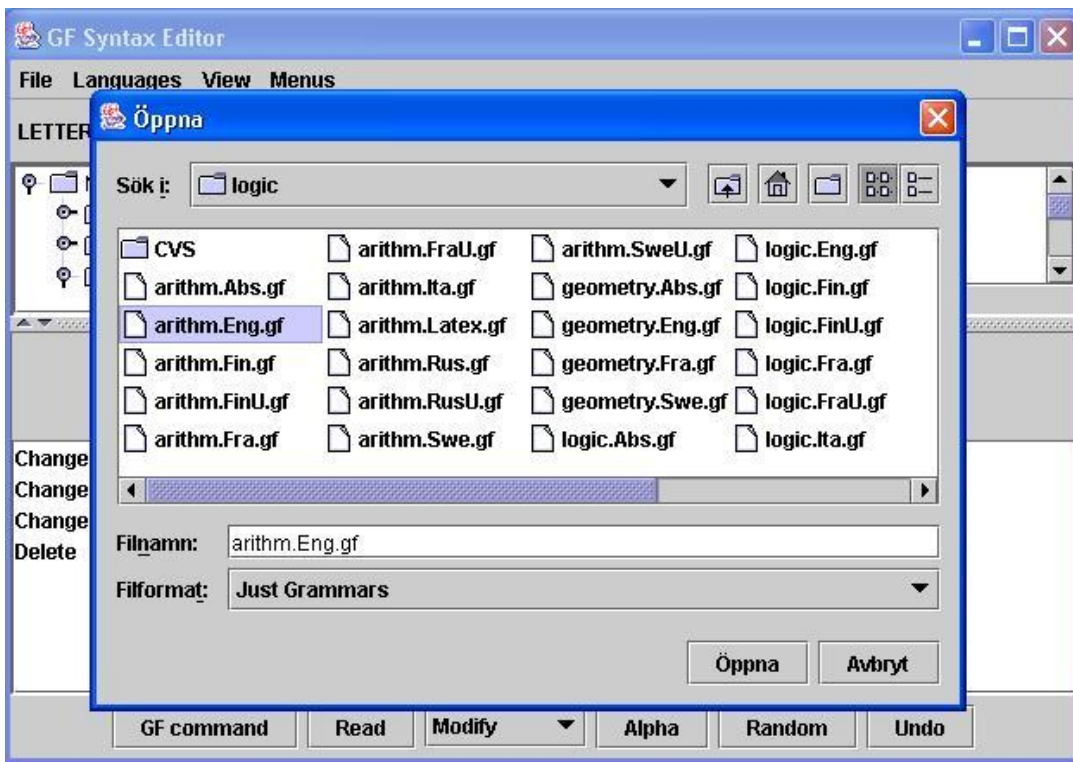 GF Syntax Editor
File Languages View Menus
Öppna
LETTER
Sök i: logic
CVS arithm.FraU.gf arithm.SweU.gf logic.Eng.gf
arithm.Abs.gf arithm.Ita.gf geometry.Abs.gf logic.Fin.gf
arithm.Eng.gf arithm.Latex.gf geometry.Eng.gf logic.FinU.gf
arithm.Fin.gf arithm.Rus.gf geometry.Fra.gf logic.Fra.gf
arithm.FinU.gf arithm.RusU.gf geometry.Swe.gf logic.FraU.gf
arithm.Fra.gf arithm.Swe.gf logic.Abs.gf logic.Ita.gf
Change
Change
Change
Delete
Filnamn: arithm.Eng.gf
Filformat: Just Grammars
Öppna Avbryt
GF command Read Modify Alpha Random Undo